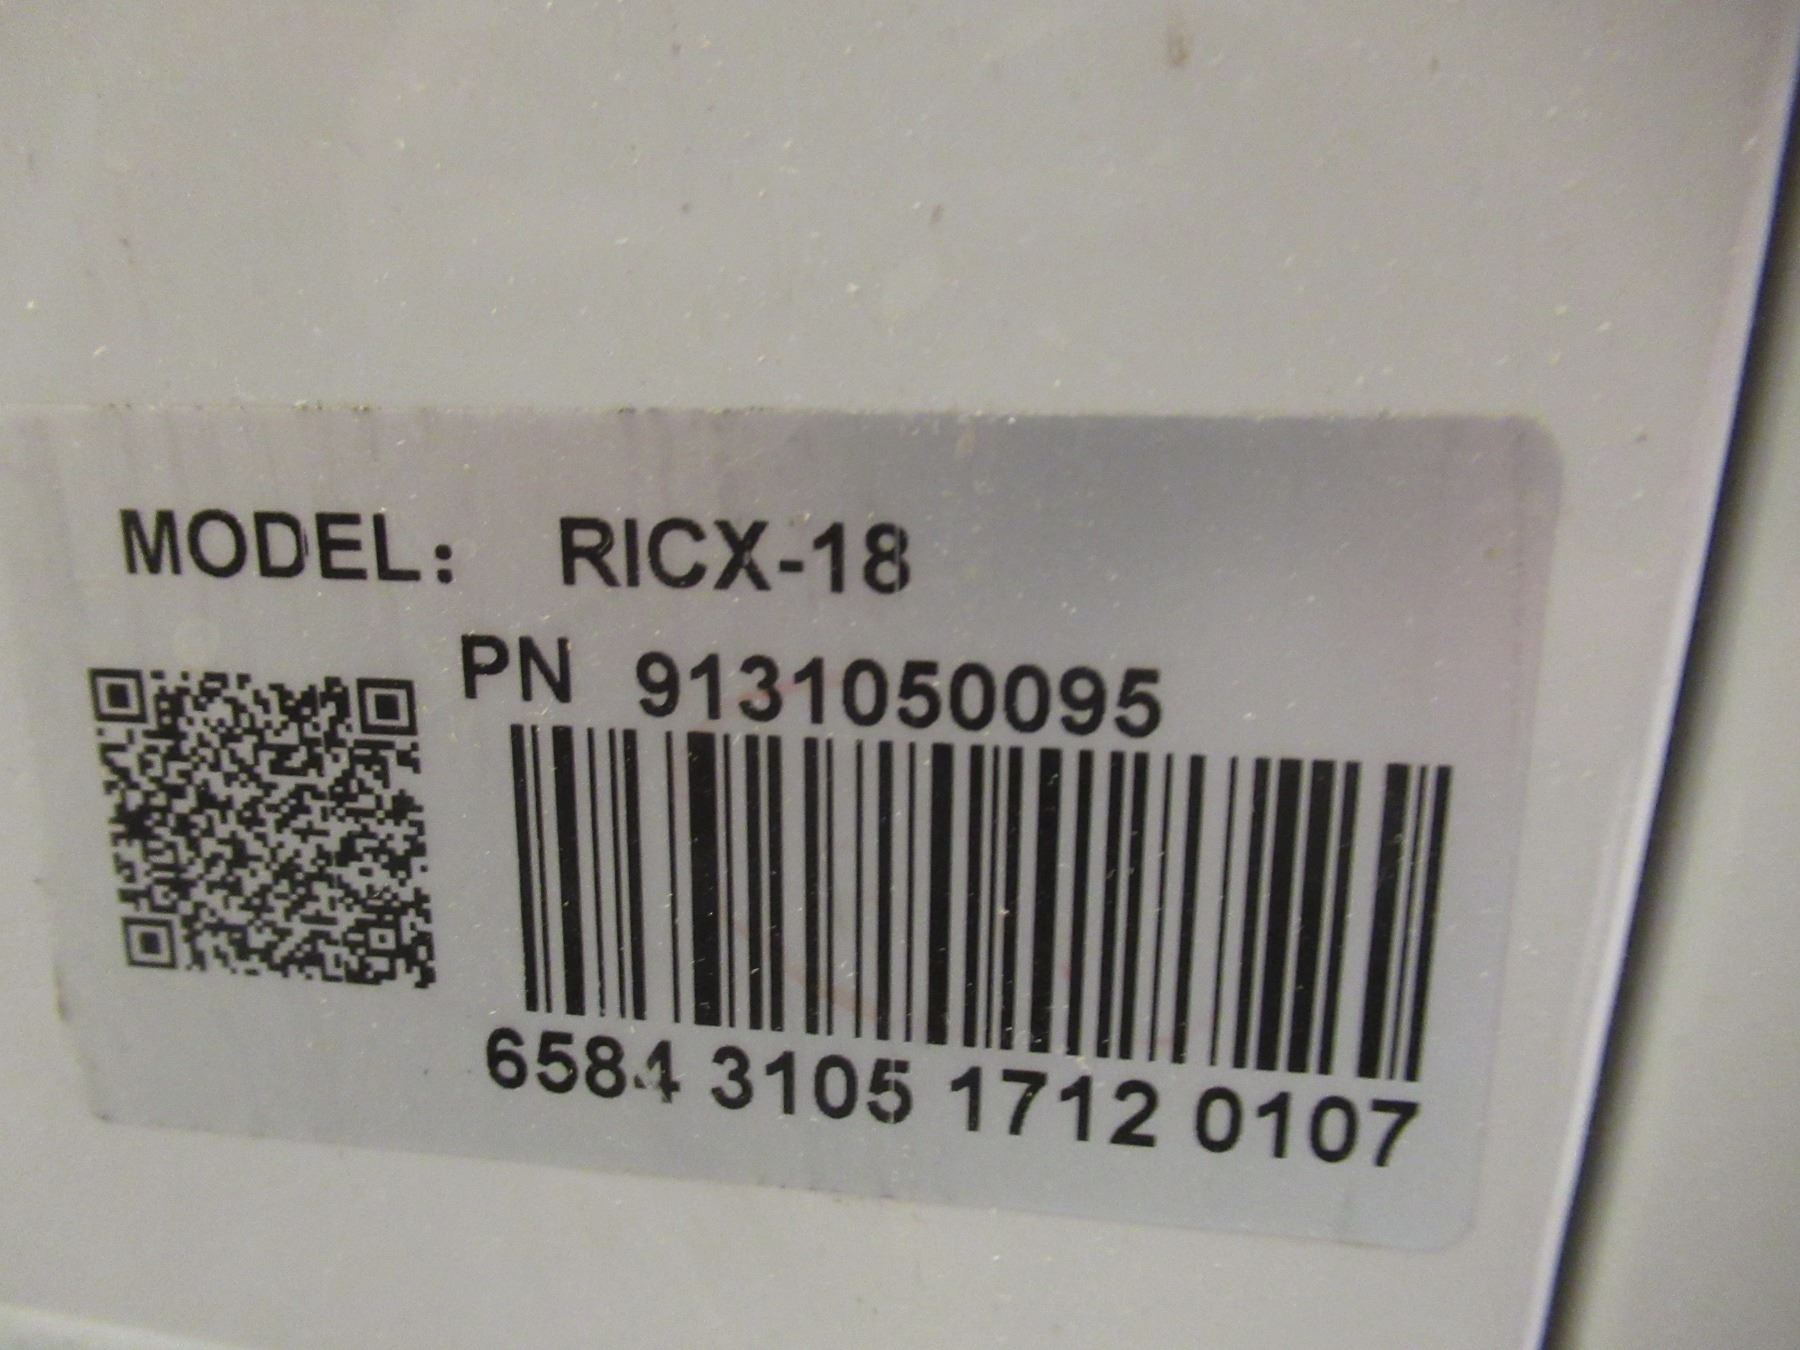 MODEL: RICX-18
PN 9131050095
6584 3105 1712 0107